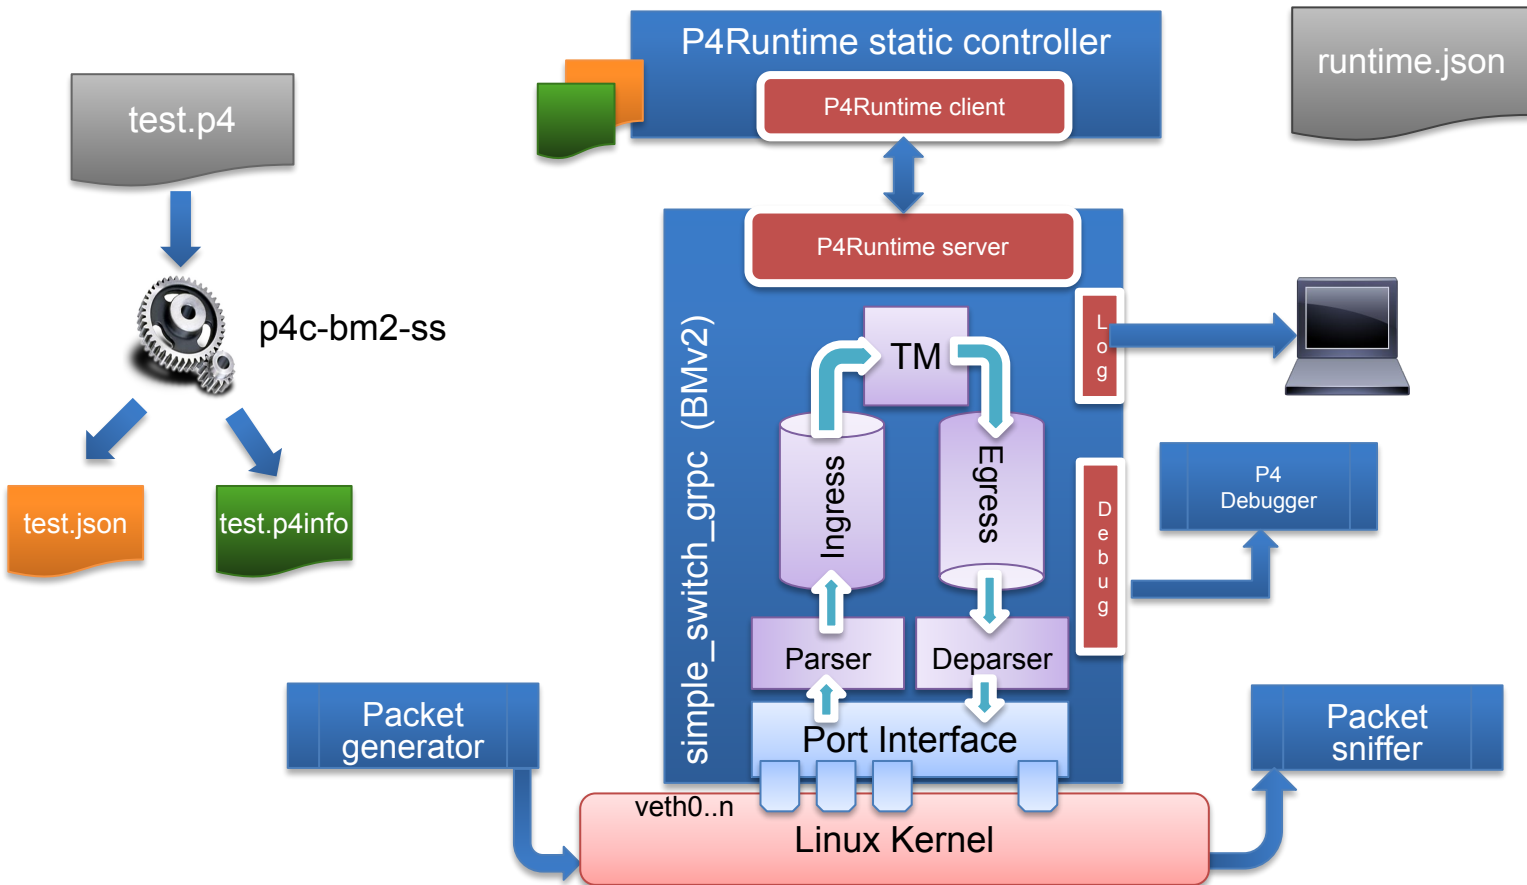 P4Runtime static controller
runtime.json
test.p4
P4Runtime client
P4Runtime server
p4c-bm2-ss
TM
L
o
g
simple_switch_grpc (BMv2)
Ingress
Egress
P4
Debugger
D
e
b
u
g
test.json
test.p4info
Parser
Deparser
Packet
generator
Port Interface
Packet
sniffer
veth0..n
Linux Kernel